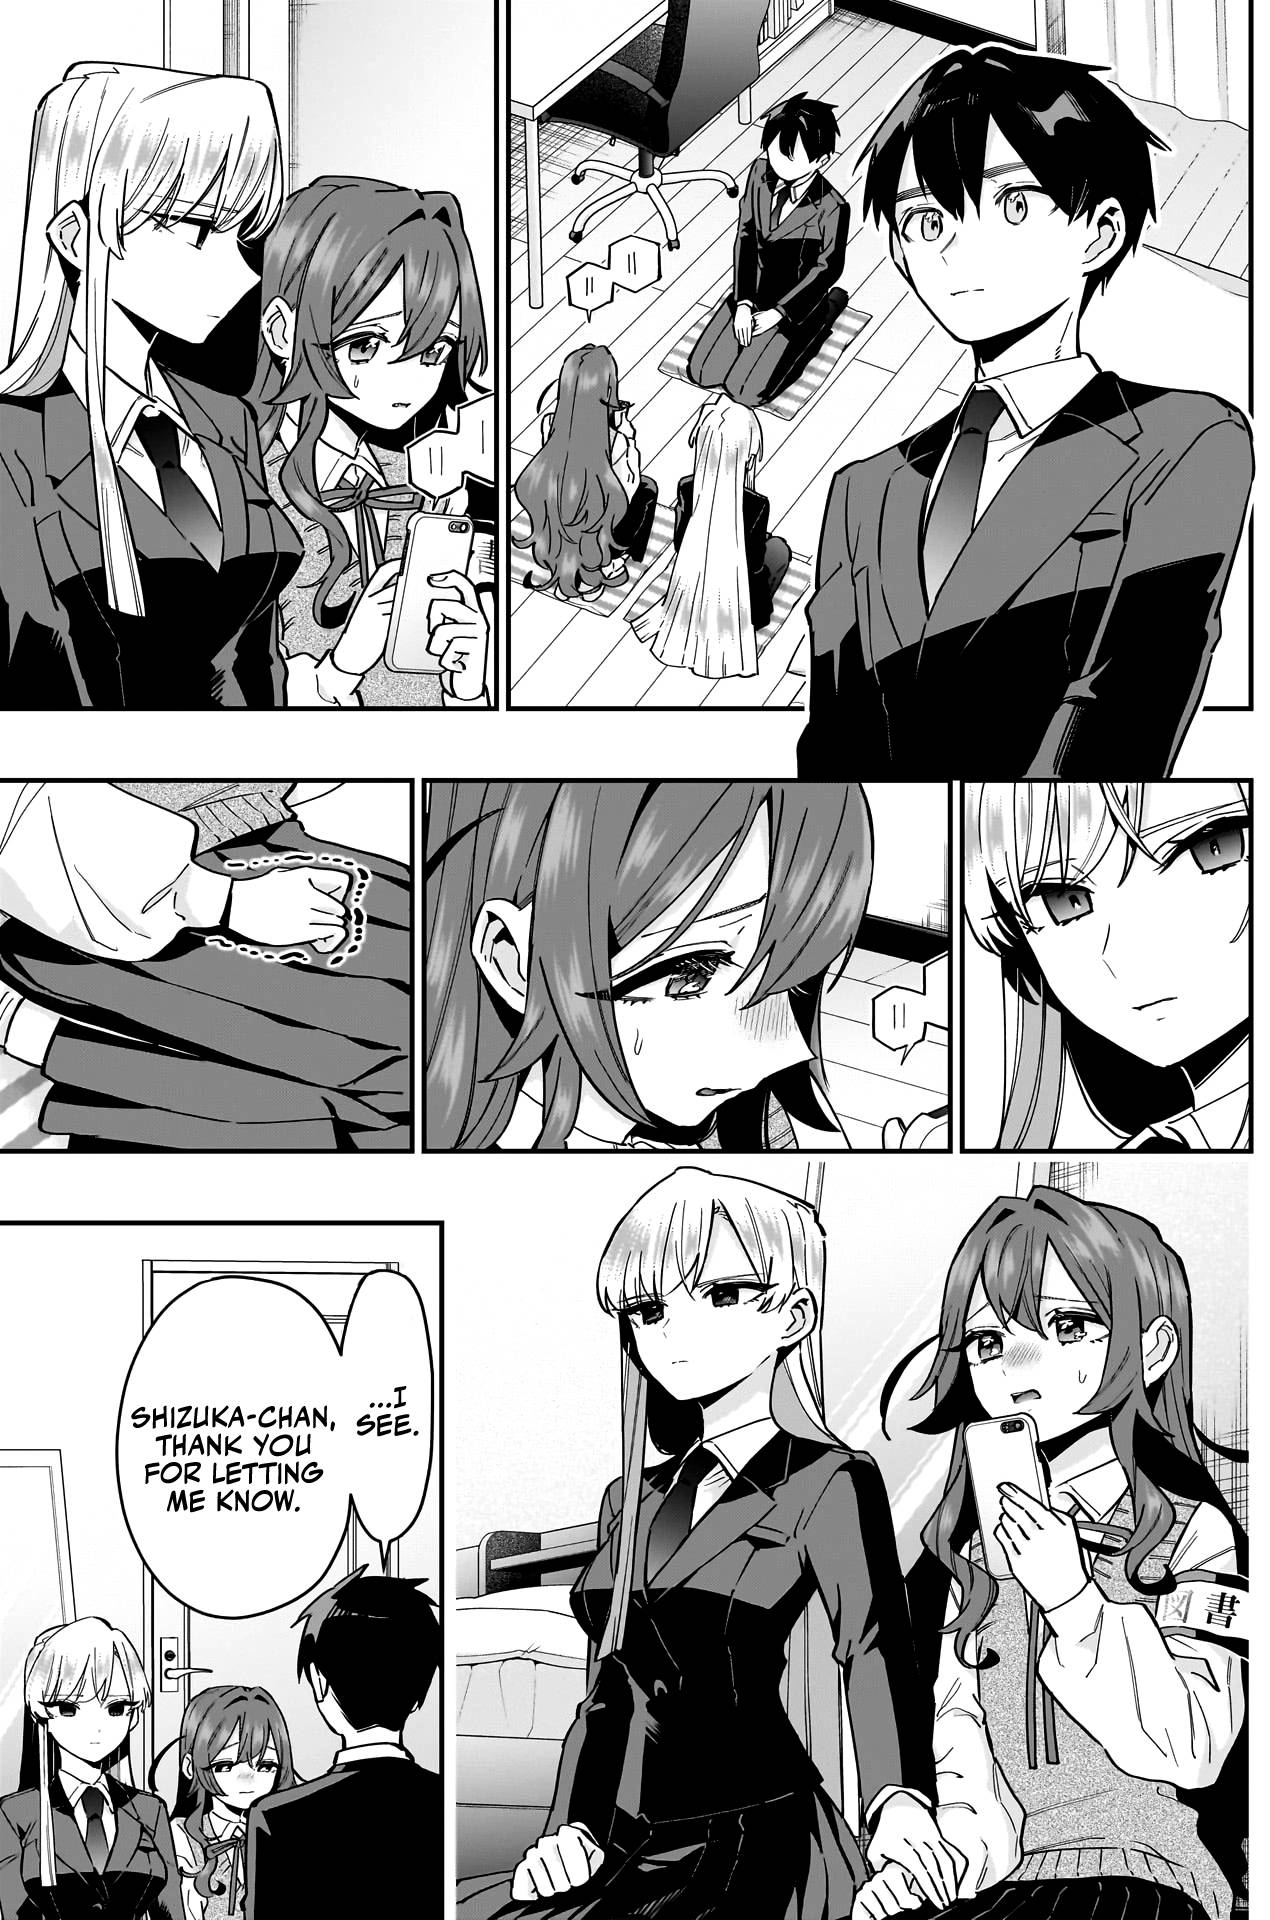 図書
...I
SEE.
SHIZUKA-CHAN,
THANK YOU
FOR LETTING
ME KNOW.